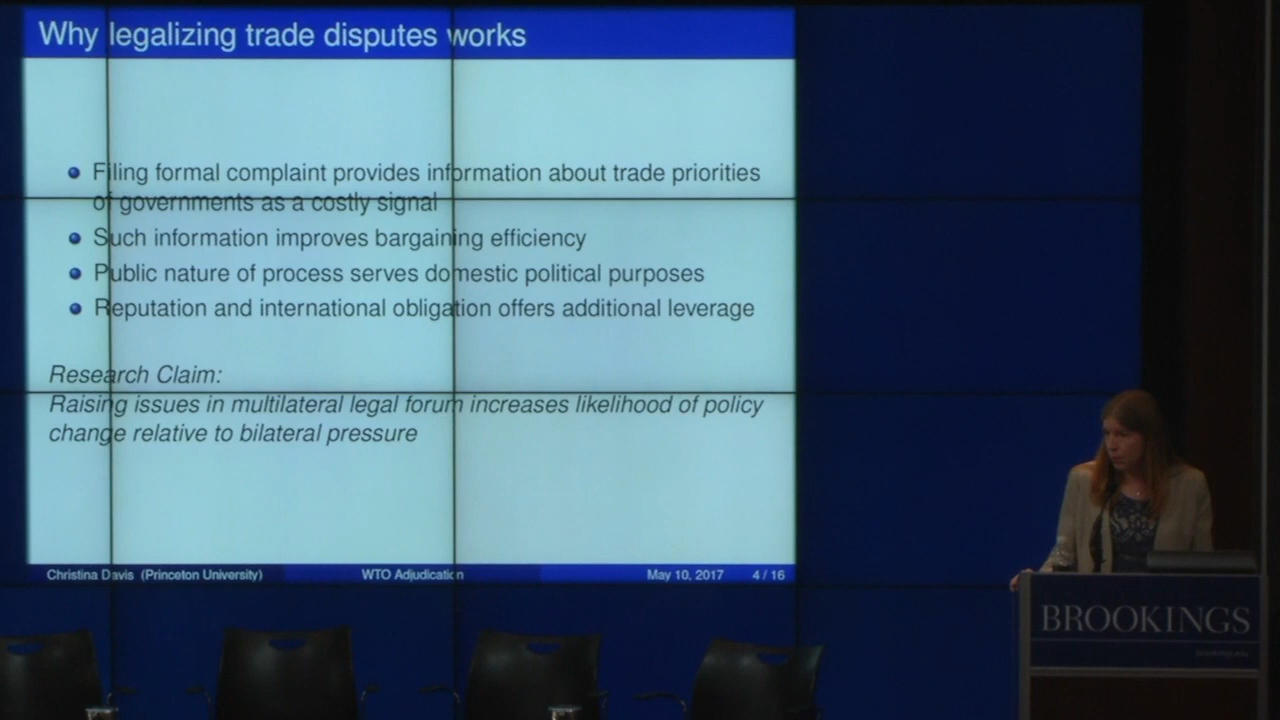 Why legalizing trade disputes works
Filing formal complaint provides information about trade priorities
of governments as a costly signal
Such information improves bargaining efficiency
Public nature of process serves domestic political purposes
Reputation and international obligation offers additional leverage
Research Claim:
Raising issues in multilateral legal forum increases likelihood of policy
change relative to bilateral pressure
Christina Davis (Princeton University) WTO Adjudication May 10, 2017 4 / 16
BROOKINGS